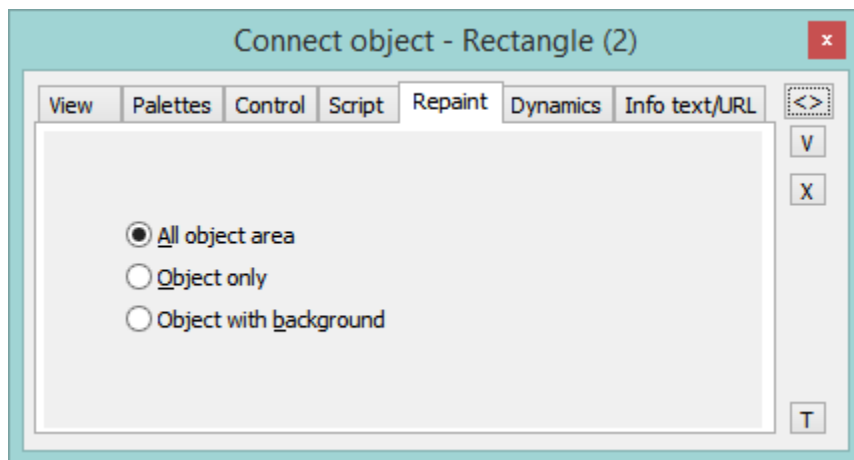 Connect object - Rectangle (2)
x
View Palettes Control Script Repaint Dynamics Info text/URL <>
V
X
All object area
Object only
Object with background
T